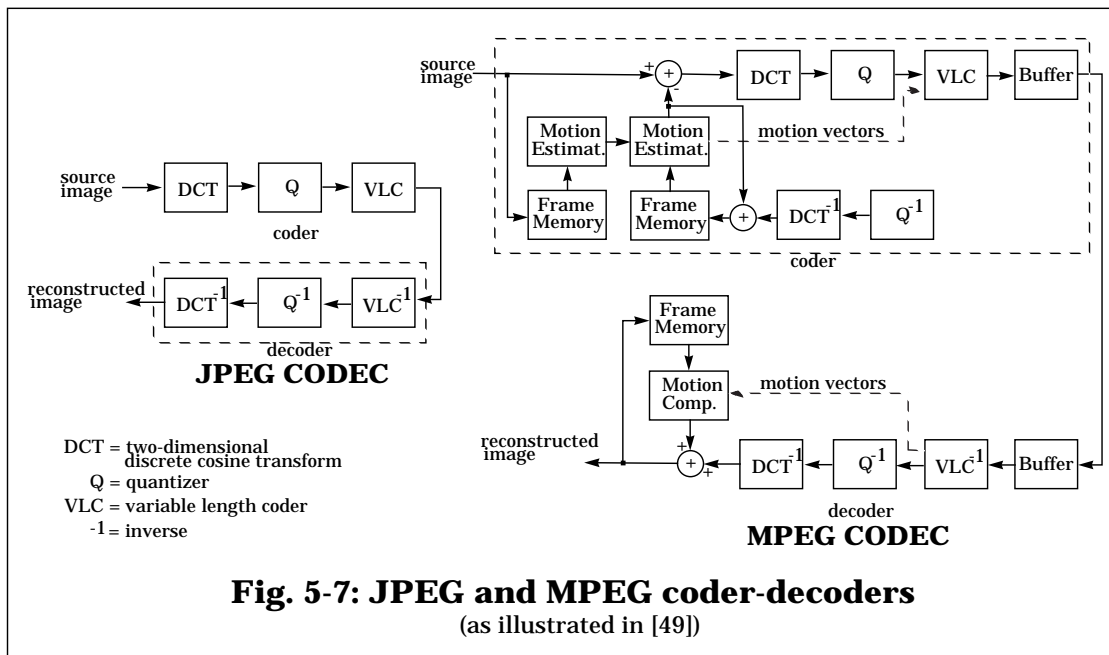 source
image
DCT
Q
VLC
coder
reconstructed
image
DCT-1
Q-1
VLC-1
decoder
JPEG CODEC
DCT = two-dimensional
discrete cosine transform
Q = quantizer
VLC = variable length coder
-1 = inverse
source
image
+
+
-
DCT
Q
VLC
Buffer
Motion
Estimat.
Motion
Estimat.
motion vectors
Frame
Memory
Frame
Memory
+
DCT-1
Q-1
coder
Frame
Memory
Motion
Comp.
motion vectors
reconstructed
image
+
+
+
DCT-1
Q-1
VLC-1
Buffer
decoder
MPEG CODEC
Fig. 5-7: JPEG and MPEG coder-decoders
(as illustrated in [49])